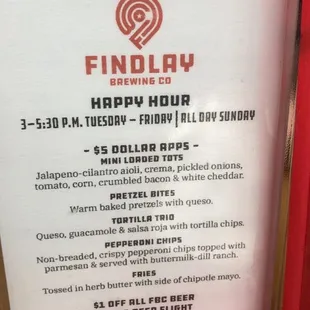 FINDLAY
BREWING CO
HAPPY HOUR
3-5:30 P.M. TUESDAY - FRIDAY | ALL DAY SUNDAY
- $5 DOLLAR APPS -
MINI LOADED TOTS
Jalapeno-cilantro aioli, crema, pickled onions,
tomato, corn, crumbled bacon & white cheddar.
PRETZEL BITES
Warm baked pretzels with queso.
TORTILLA TRIO
Queso, guacamole & salsa roja with tortilla chips.
PEPPERONI CHIPS
Non-breaded, crispy pepperoni chips topped with
parmesan & served with buttermilk-dill ranch.
FRIES
Tossed in herb butter with side of chipotle mayo.
$1 OFF ALL FBC BEER
BEER FLIGHT